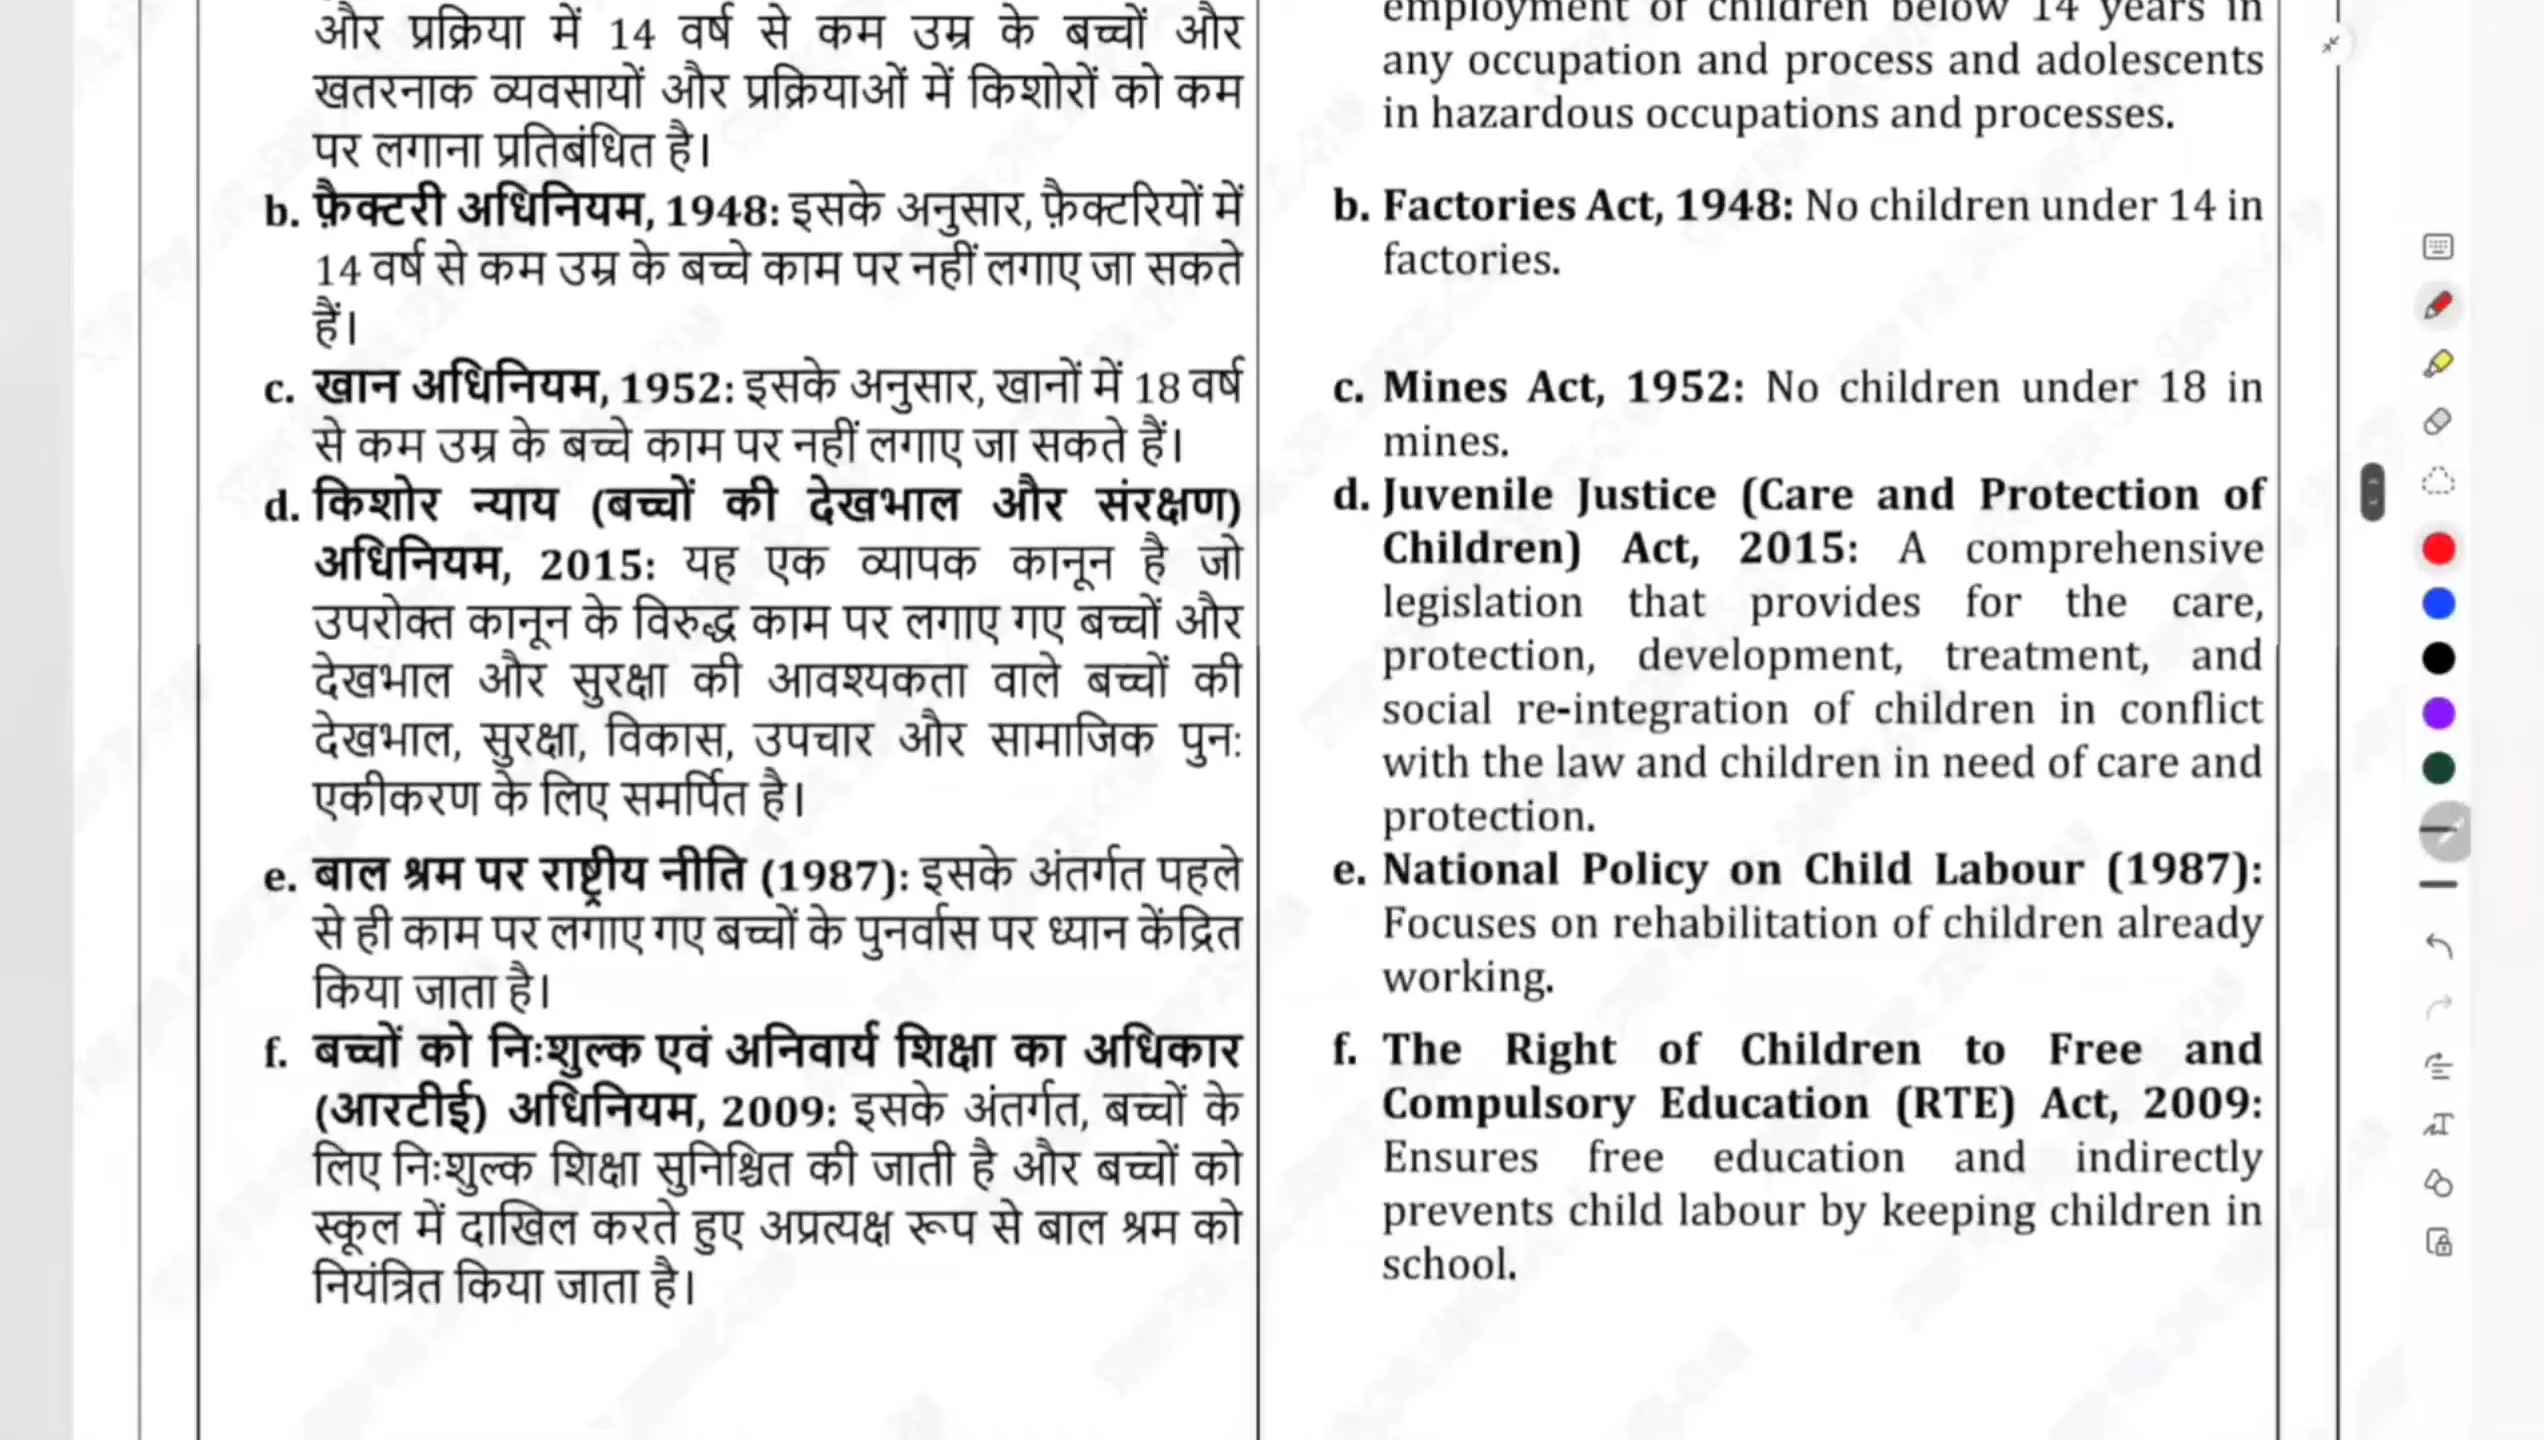 और प्रक्रिया में 14 वर्ष से कम उम्र के बच्चों और
खतरनाक व्यवसायों और प्रक्रियाओं में किशोरों को कम
पर लगाना प्रतिबंधित है।
b. फ़ैक्टरी अधिनियम, 1948: इसके अनुसार, फ़ैक्टरियों में
14 वर्ष से कम उम्र के बच्चे काम पर नहीं लगाए जा सकते
हैं।
c. खान अधिनियम, 1952: इसके अनुसार, खानों में 18 वर्ष
से कम उम्र के बच्चे काम पर नहीं लगाए जा सकते हैं।
d. किशोर न्याय (बच्चों की देखभाल और संरक्षण)
अधिनियम, 2015: यह एक व्यापक कानून है जो
उपरोक्त कानून के विरुद्ध काम पर लगाए गए बच्चों और
देखभाल और सुरक्षा की आवश्यकता वाले बच्चों की
देखभाल, सुरक्षा, विकास, उपचार और सामाजिक पुन:
एकीकरण के लिए समर्पित है।
e. बाल श्रम पर राष्ट्रीय नीति (1987): इसके अंतर्गत पहले
से ही काम पर लगाए गए बच्चों के पुनर्वास पर ध्यान केंद्रित
किया जाता है।
f. बच्चों को नि:शुल्क एवं अनिवार्य शिक्षा का अधिकार
(आरटीई) अधिनियम, 2009: इसके अंतर्गत, बच्चों के
लिए नि:शुल्क शिक्षा सुनिश्चित की जाती है और बच्चों को
स्कूल में दाखिल करते हुए अप्रत्यक्ष रूप से बाल श्रम को
नियंत्रित किया जाता है।
employment of children below 14 years in
any occupation and process and adolescents
in hazardous occupations and processes.
b. Factories Act, 1948: No children under 14 in
factories.
c. Mines Act, 1952: No children under 18 in
mines.
d. Juvenile Justice (Care and Protection of
Children) Act, 2015: A comprehensive
legislation that provides for the care,
protection, development, treatment, and
social re-integration of children in conflict
with the law and children in need of care and
protection.
e. National Policy on Child Labour (1987):
Focuses on rehabilitation of children already
working.
f. The Right of Children to Free and
Compulsory Education (RTE) Act, 2009:
Ensures free education and indirectly
prevents child labour by keeping children in
school.